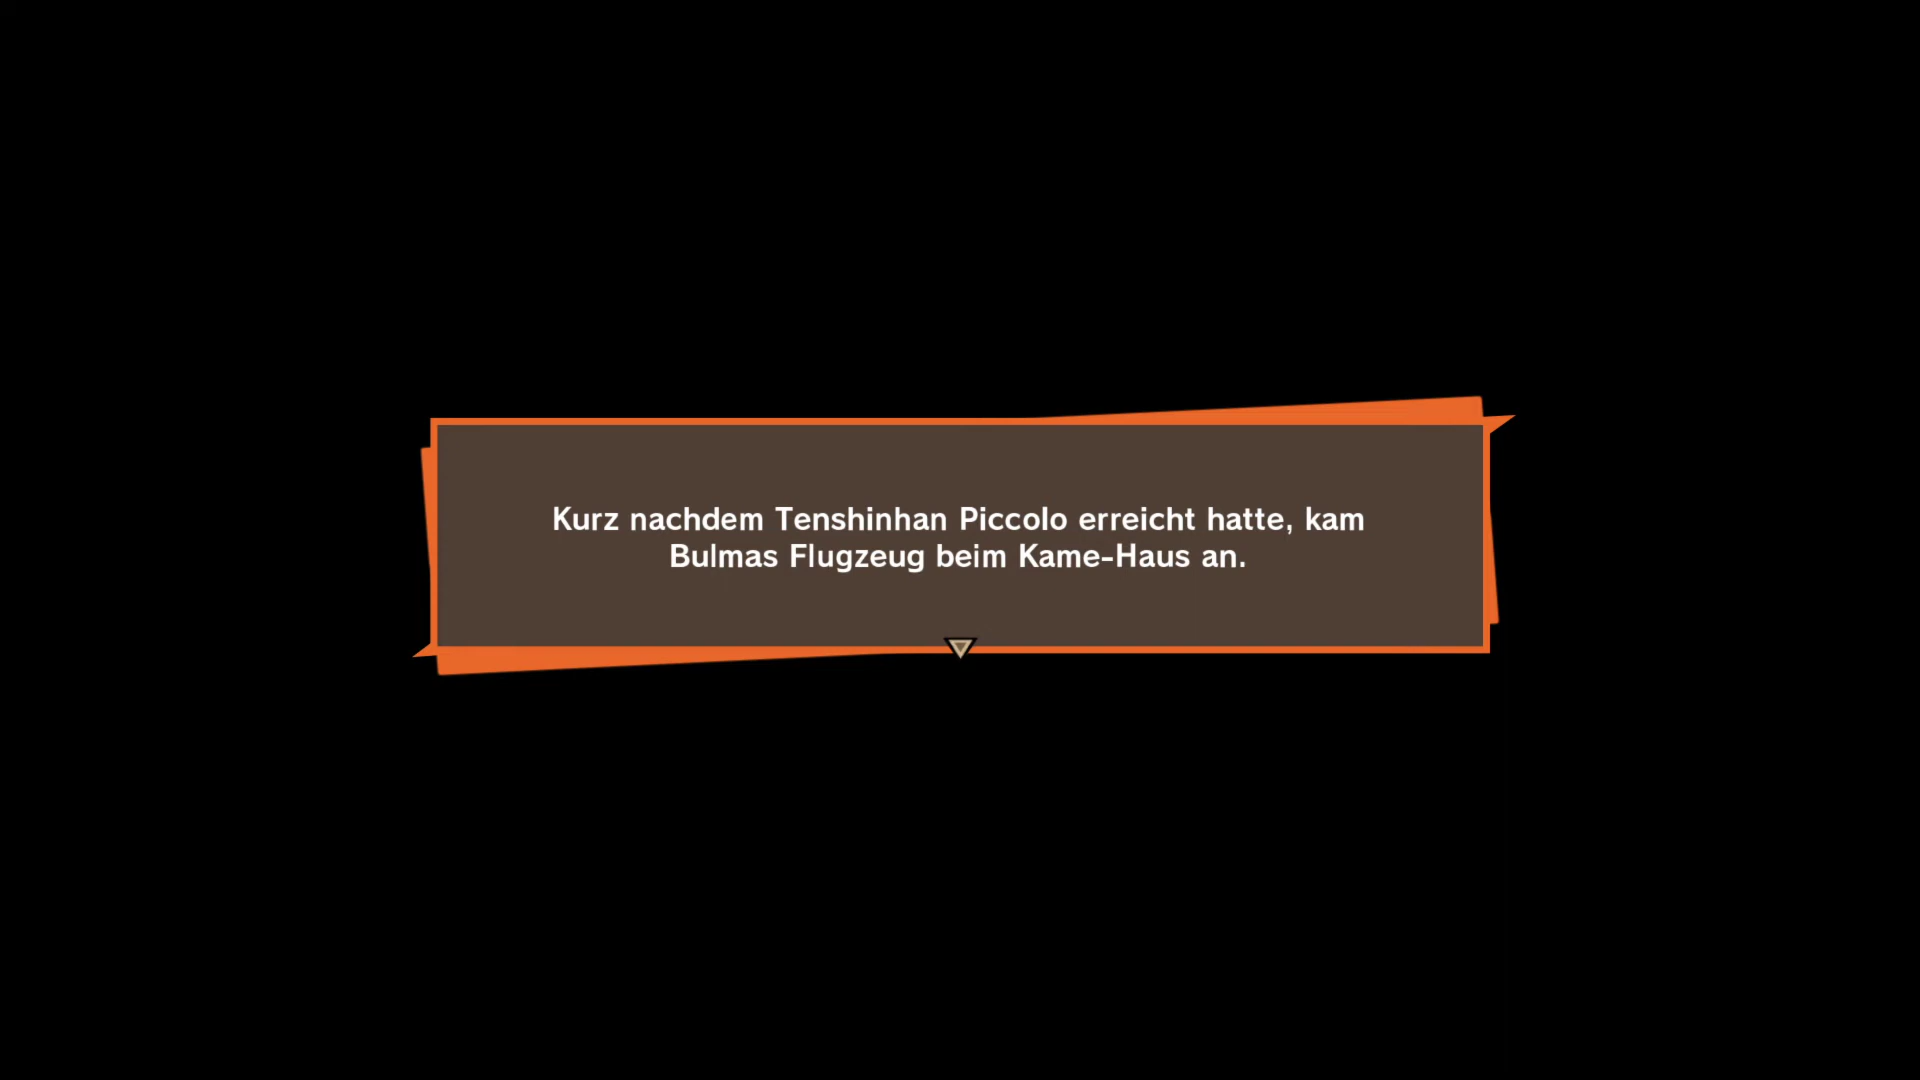 Kurz nachdem Tenshinhan Piccolo erreicht hatte, kam
Bulmas Flugzeug beim Kame-Haus an.